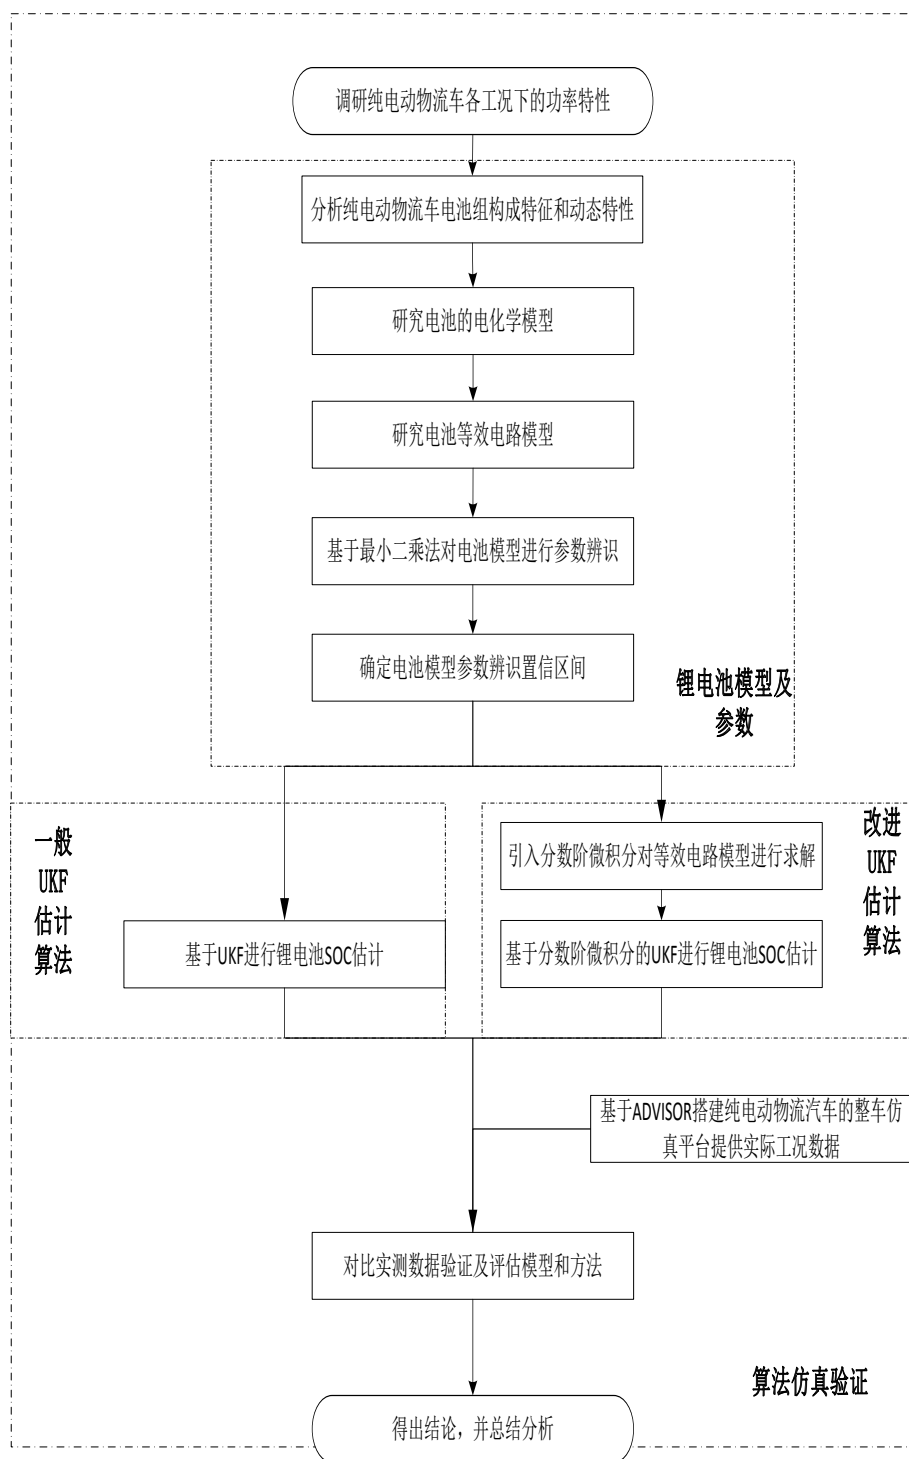 调研纯电动物流车各工况下的功率特性
分析纯电动物流车电池组构成特征和动态特性
研究电池的电化学模型
研究电池等效电路模型
基于最小二乘法对电池模型进行参数辨识
确定电池模型参数辨识置信区间
锂电池模型及
参数
一般
UKF
估计
算法
基于UKF进行锂电池SOC估计
引入分数阶微积分对等效电路模型进行求解
基于分数阶微积分的UKF进行锂电池SOC估计
改进
UKF
估计
算法
基于ADVISOR搭建纯电动物流汽车的整车仿
真平台提供实际工况数据
对比实测数据验证及评估模型和方法
算法仿真验证
得出结论，并总结分析